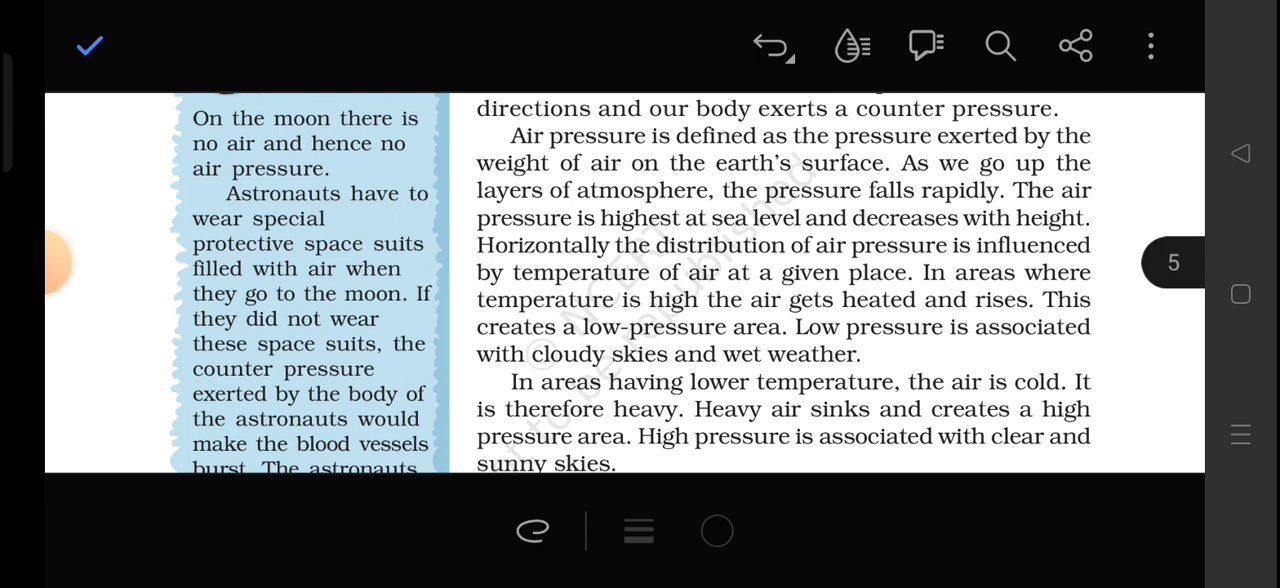 On the moon there is
no air and hence no
air pressure.
Astronauts have to
wear special
protective space suits
filled with air when
they go to the moon. If
they did not wear
these space suits, the
counter pressure
exerted by the body of
the astronauts would
make the blood vessels
burst. The astronauts
directions and our body exerts a counter pressure.
Air pressure is defined as the pressure exerted by the
weight of air on the earth's surface. As we go up the
layers of atmosphere, the pressure falls rapidly. The air
pressure is highest at sea level and decreases with height.
Horizontally the distribution of air pressure is influenced
by temperature of air at a given place. In areas where
temperature is high the air gets heated and rises. This
creates a low-pressure area. Low pressure is associated
with cloudy skies and wet weather.
In areas having lower temperature, the air is cold. It
is therefore heavy. Heavy air sinks and creates a high
pressure area. High pressure is associated with clear and
sunny skies.
© NCERT
be republished
5